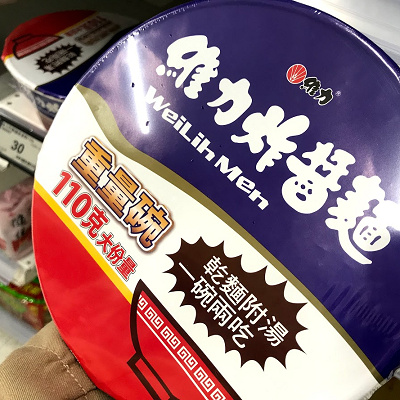 維力®
維力炸醬麵
WeiLih Men
重量碗
110克大份量
乾麵附湯
一碗兩吃
30